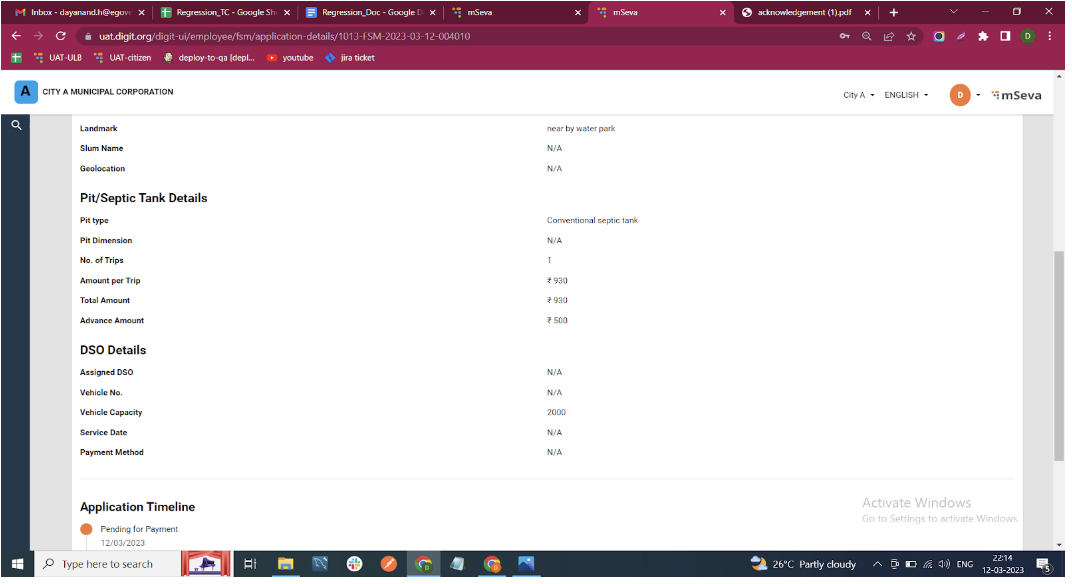 Inbox - dayanand.h@egove
Regression_TC - Google She
Regression_Doc - Google D
mSeva
mSeva
acknowledgement (1).pdf
uat.digit.org/digit-ui/employee/fsm/application-details/1013-FSM-2023-03-12-004010
D
UAT-ULB
UAT-citizen
deploy-to-qa [depl...
youtube
jira ticket
A
CITY A MUNICIPAL CORPORATION
City A
ENGLISH
D
mSeva
Landmark near by water park
Slum Name N/A
Geolocation N/A
Pit/Septic Tank Details
Pit type Conventional septic tank
Pit Dimension N/A
No. of Trips 1
Amount per Trip ₹ 930
Total Amount ₹ 930
Advance Amount ₹ 500
DSO Details
Assigned DSO N/A
Vehicle No. N/A
Vehicle Capacity 2000
Service Date N/A
Payment Method N/A
Application Timeline
Pending for Payment
12/03/2023
Activate Windows
Go to Settings to activate Windows.
Type here to search
26°C Partly cloudy
ENG
22:14
12-03-2023
5